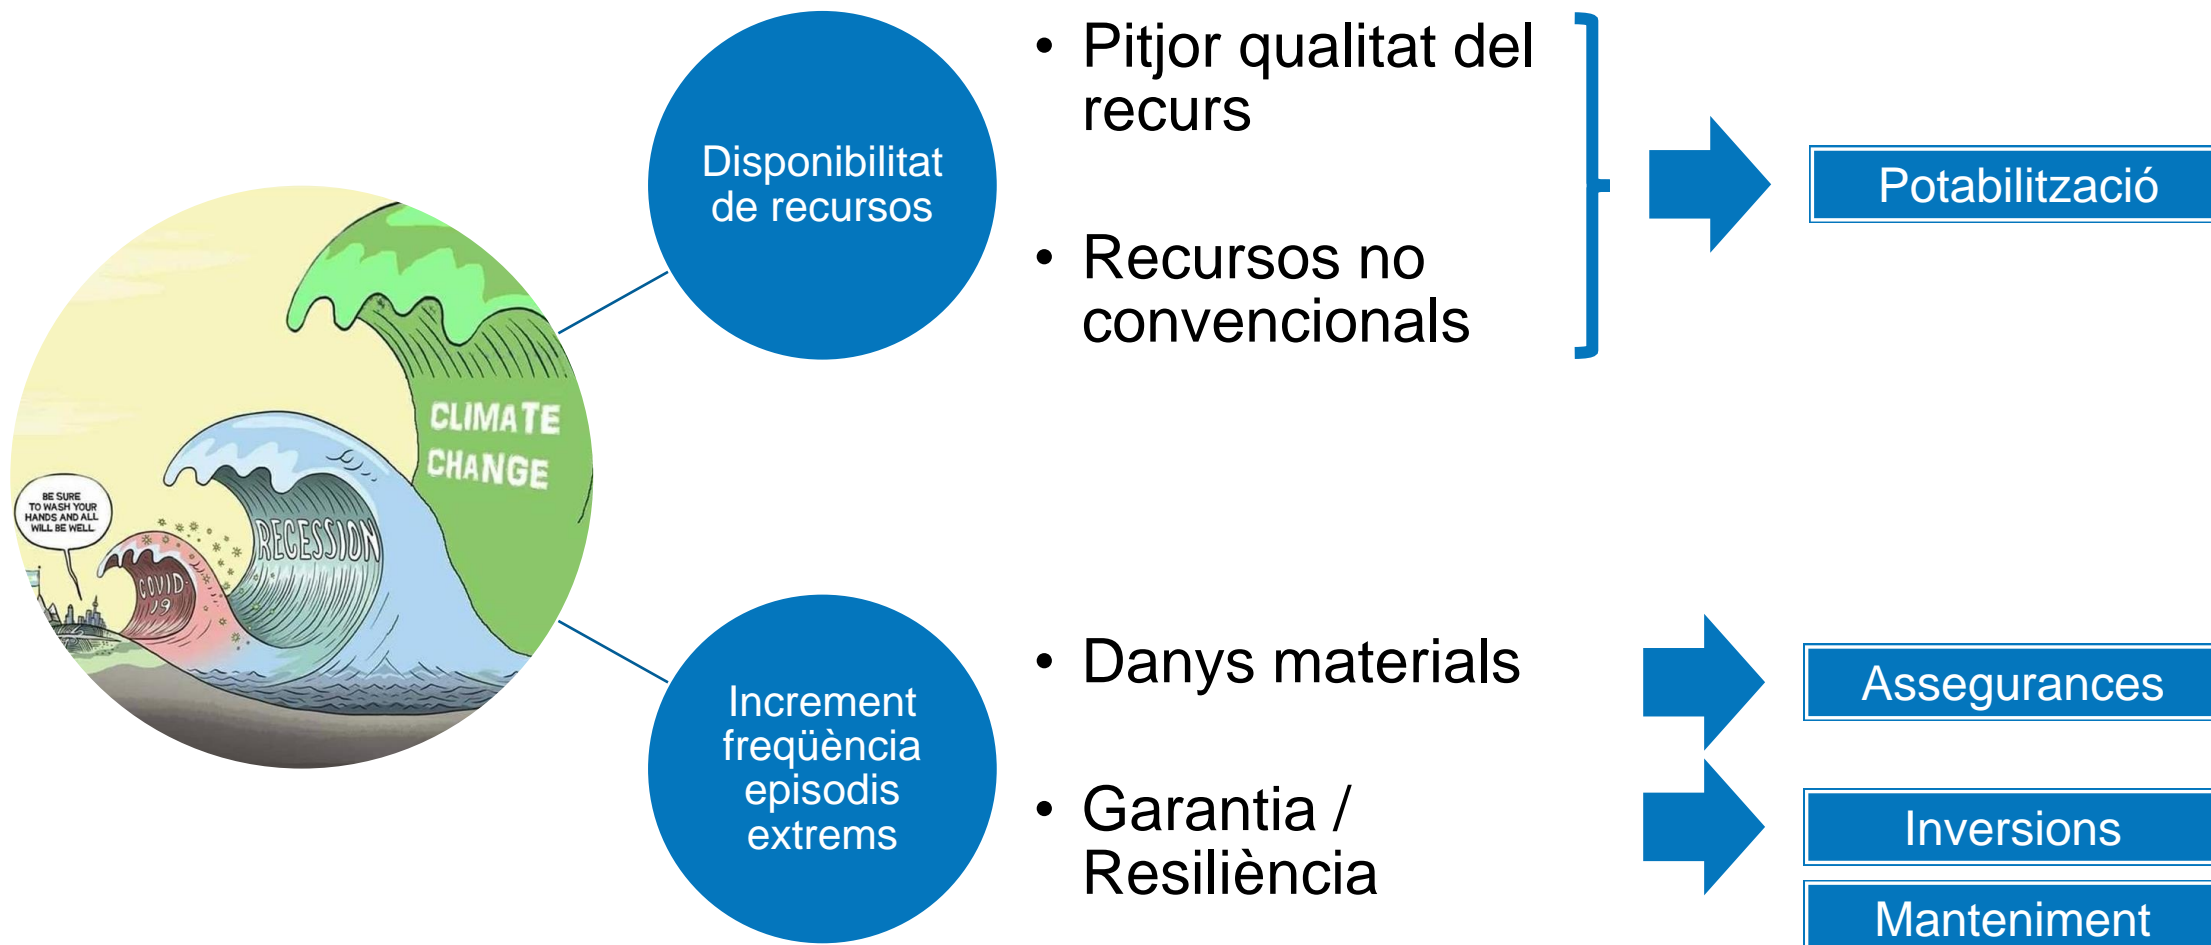 Disponibilitat
de recursos
• Pitjor qualitat del
recurs
• Recursos no
convencionals
Potabilització
CLIMATE
CHANGE
RECESSION
COVID-
19
BE SURE
TO WASH YOUR
HANDS AND ALL
WILL BE WELL.
Increment
freqüència
episodis
extrems
• Danys materials
Assegurances
• Garantia /
Resiliència
Inversions
Manteniment